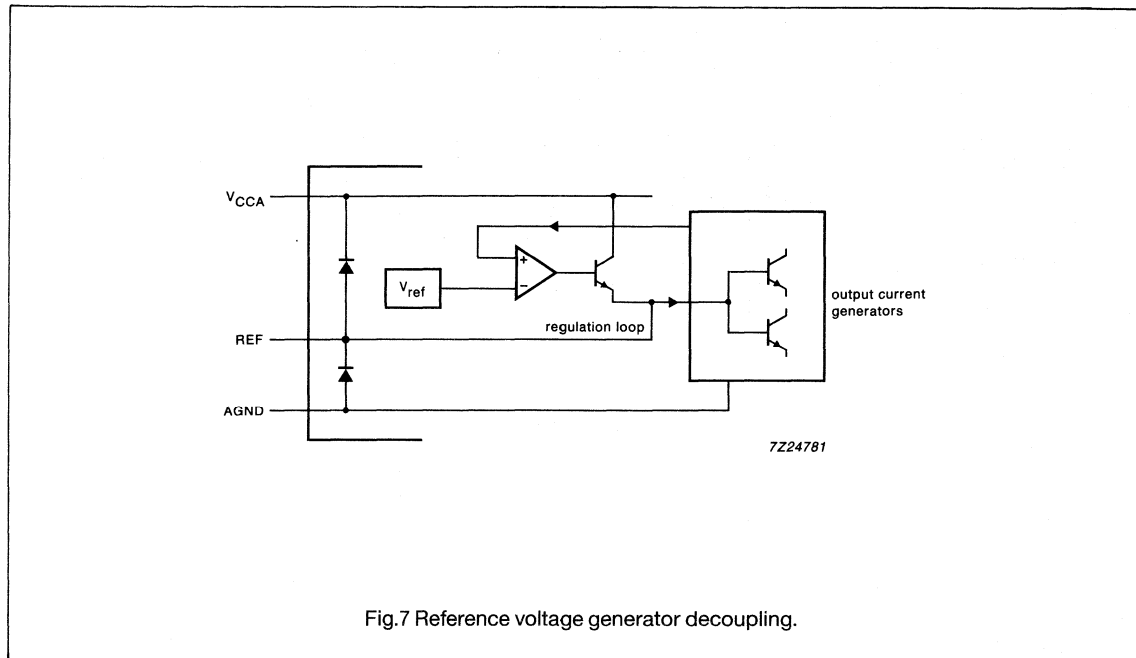 VCCA
Vref
REF
AGND
+
−
regulation loop
output current
generators
7Z24781
Fig.7 Reference voltage generator decoupling.